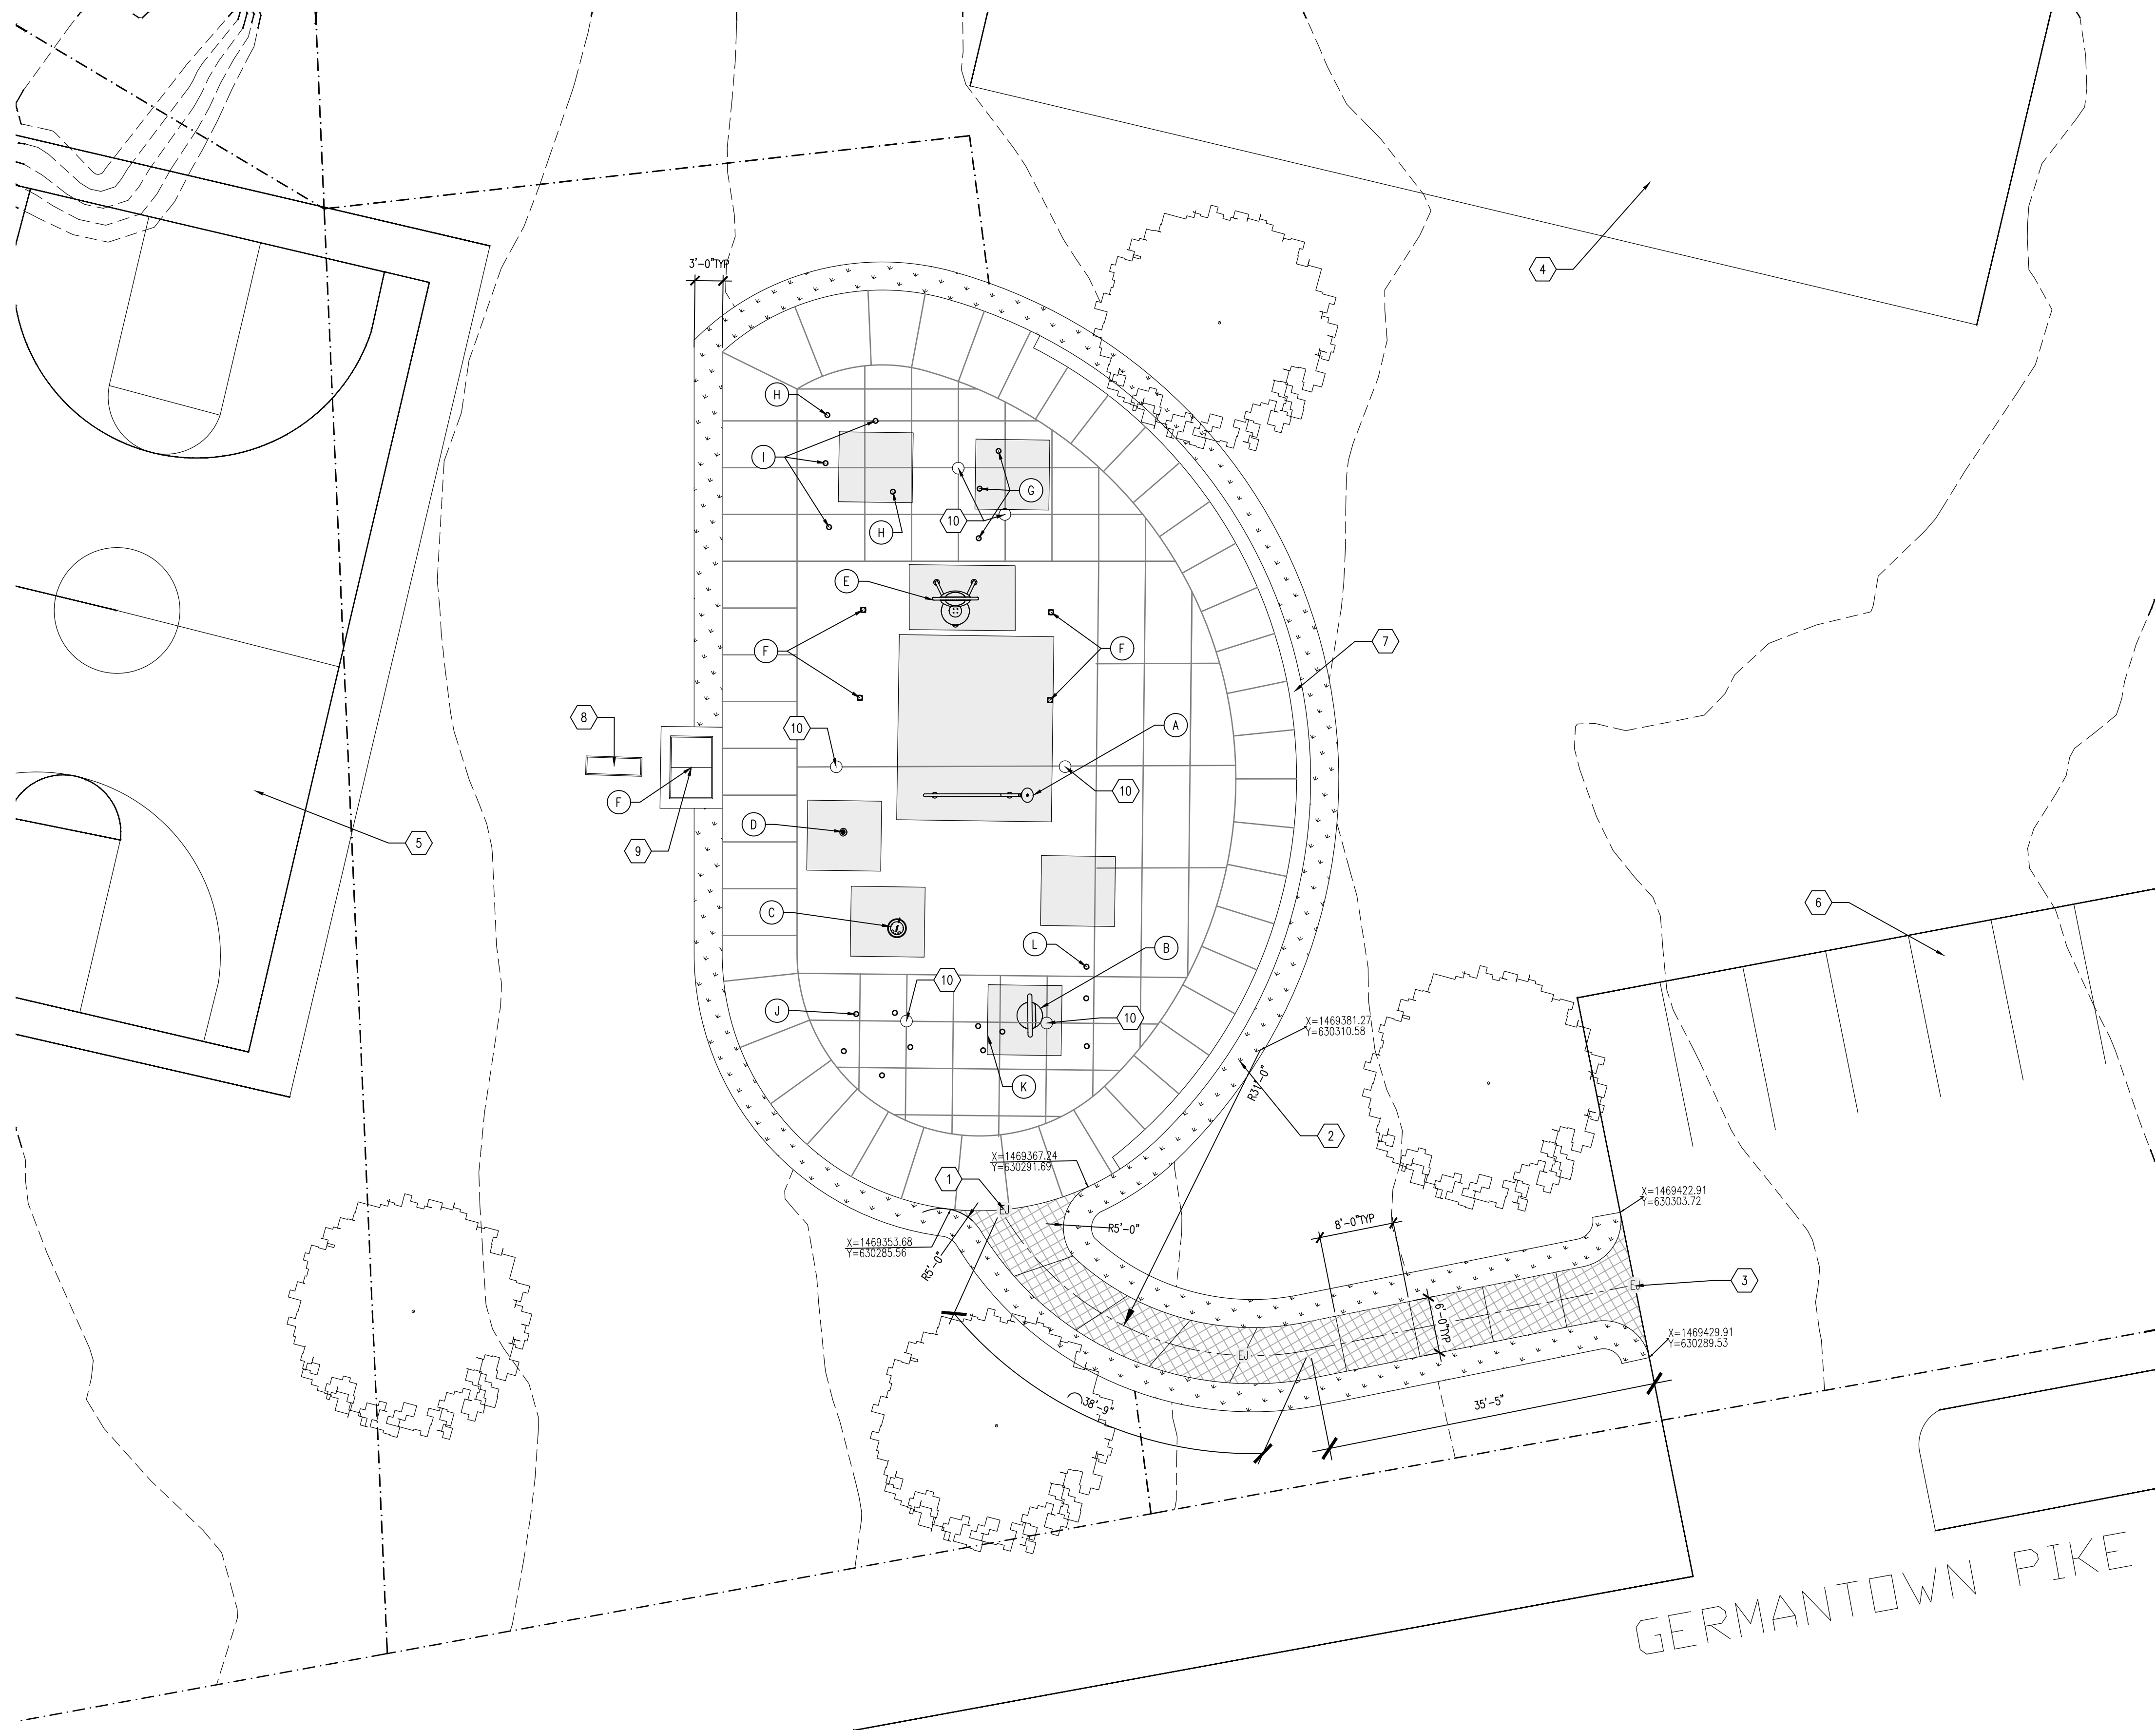 3'-0"TYP
4
H
I
G
10
H
E
F
F
7
8
10
A
F
10
D
9
5
6
C
L
B
10
J
10
X=1469381.27
Y=630310.58
K
R31'-0"
2
X=1469367.24
Y=630291.69
1
EJ
X=1469422.91
Y=630303.72
8'-0"TYP
R5'-0"
X=1469353.68
Y=630285.56
R5'-0"
EJ
3
6'-0"TYP
X=1469429.91
Y=630289.53
EJ
38'-9"
35'-5"
GERMANTOWN PIKE